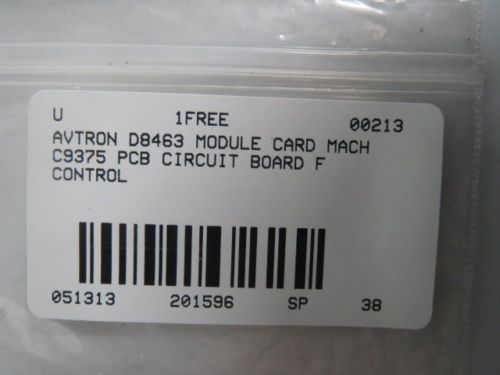 U 1FREE 00213
AVTRON D8463 MODULE CARD MACH
C9375 PCB CIRCUIT BOARD F
CONTROL
051313 201596 SP 38